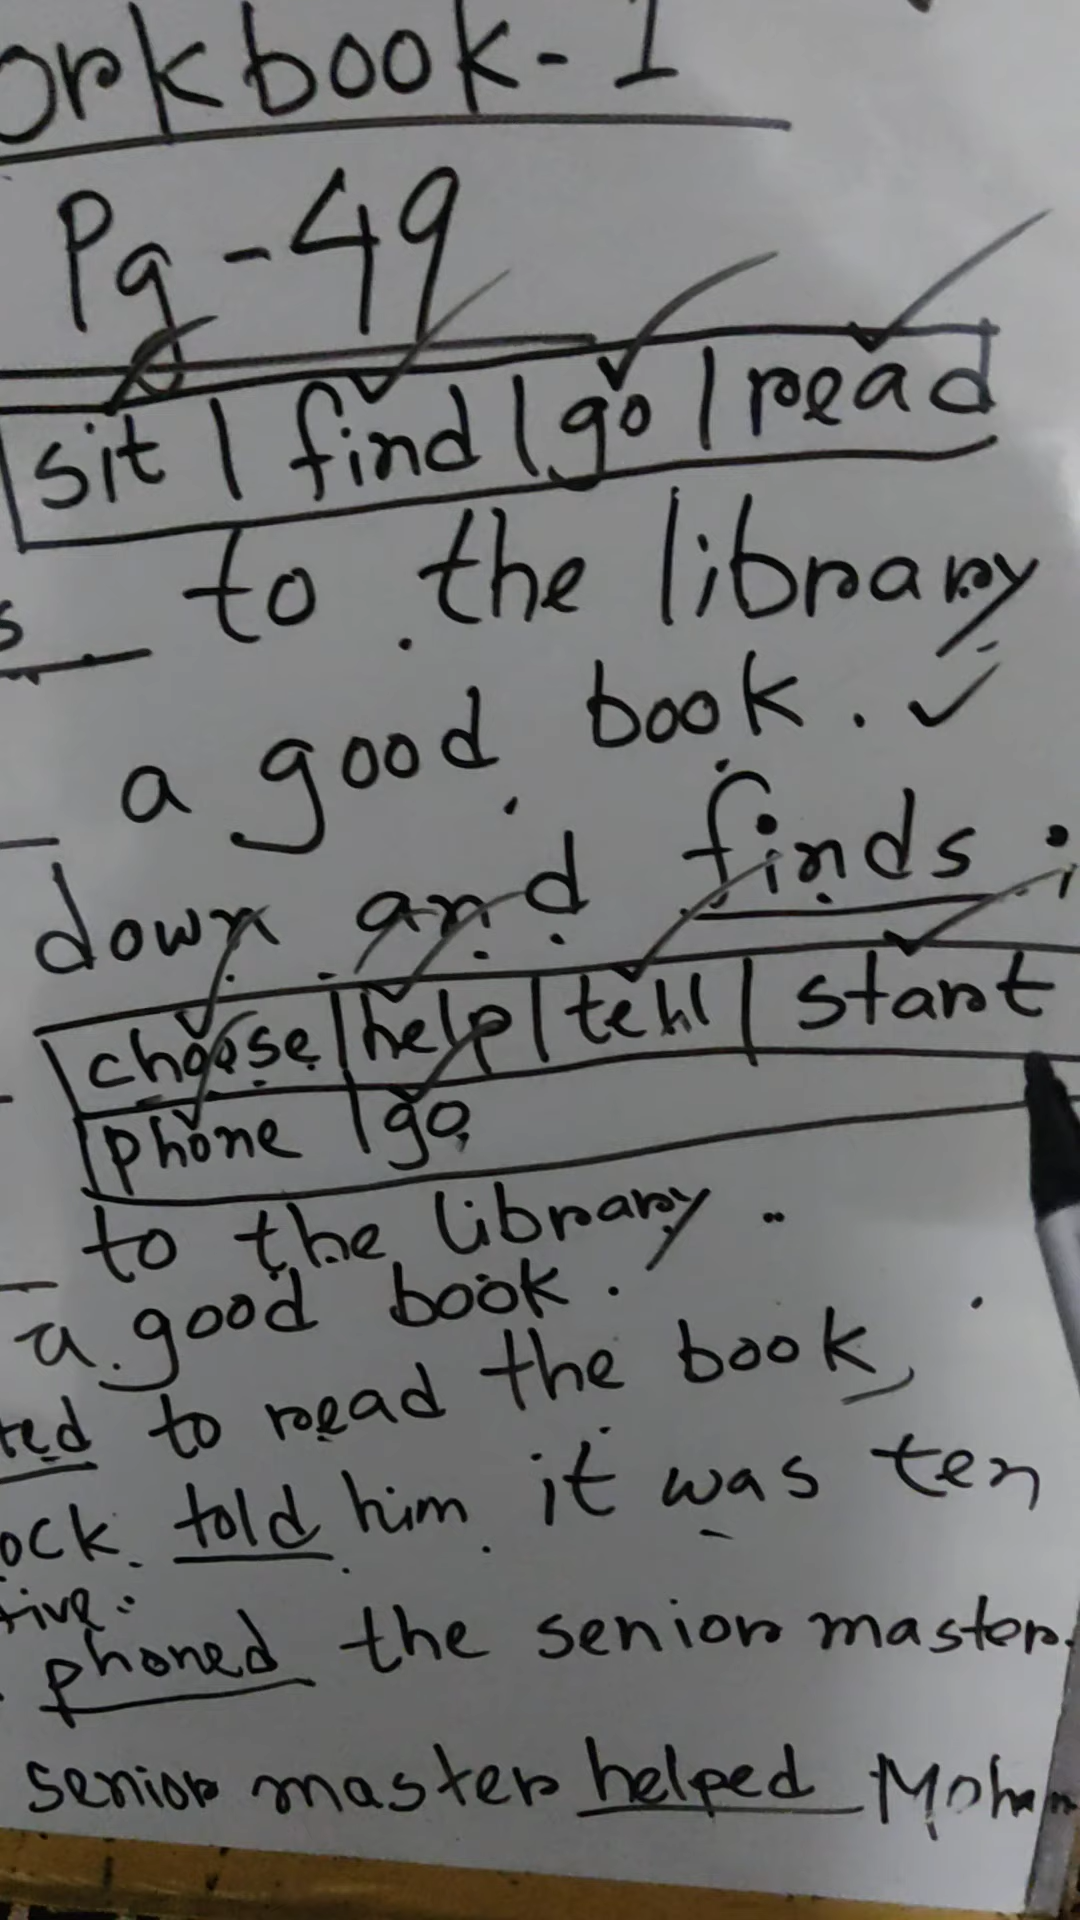 orkbook-1
Pg-49
sit | find | go | read
s to the library
a good book.
down and finds i
choose | help | tell | start
phone | go
to the library.
a good book.
ted to read the book,
ock told him it was ten
tive:
phoned the senior master.
senior master helped Moha